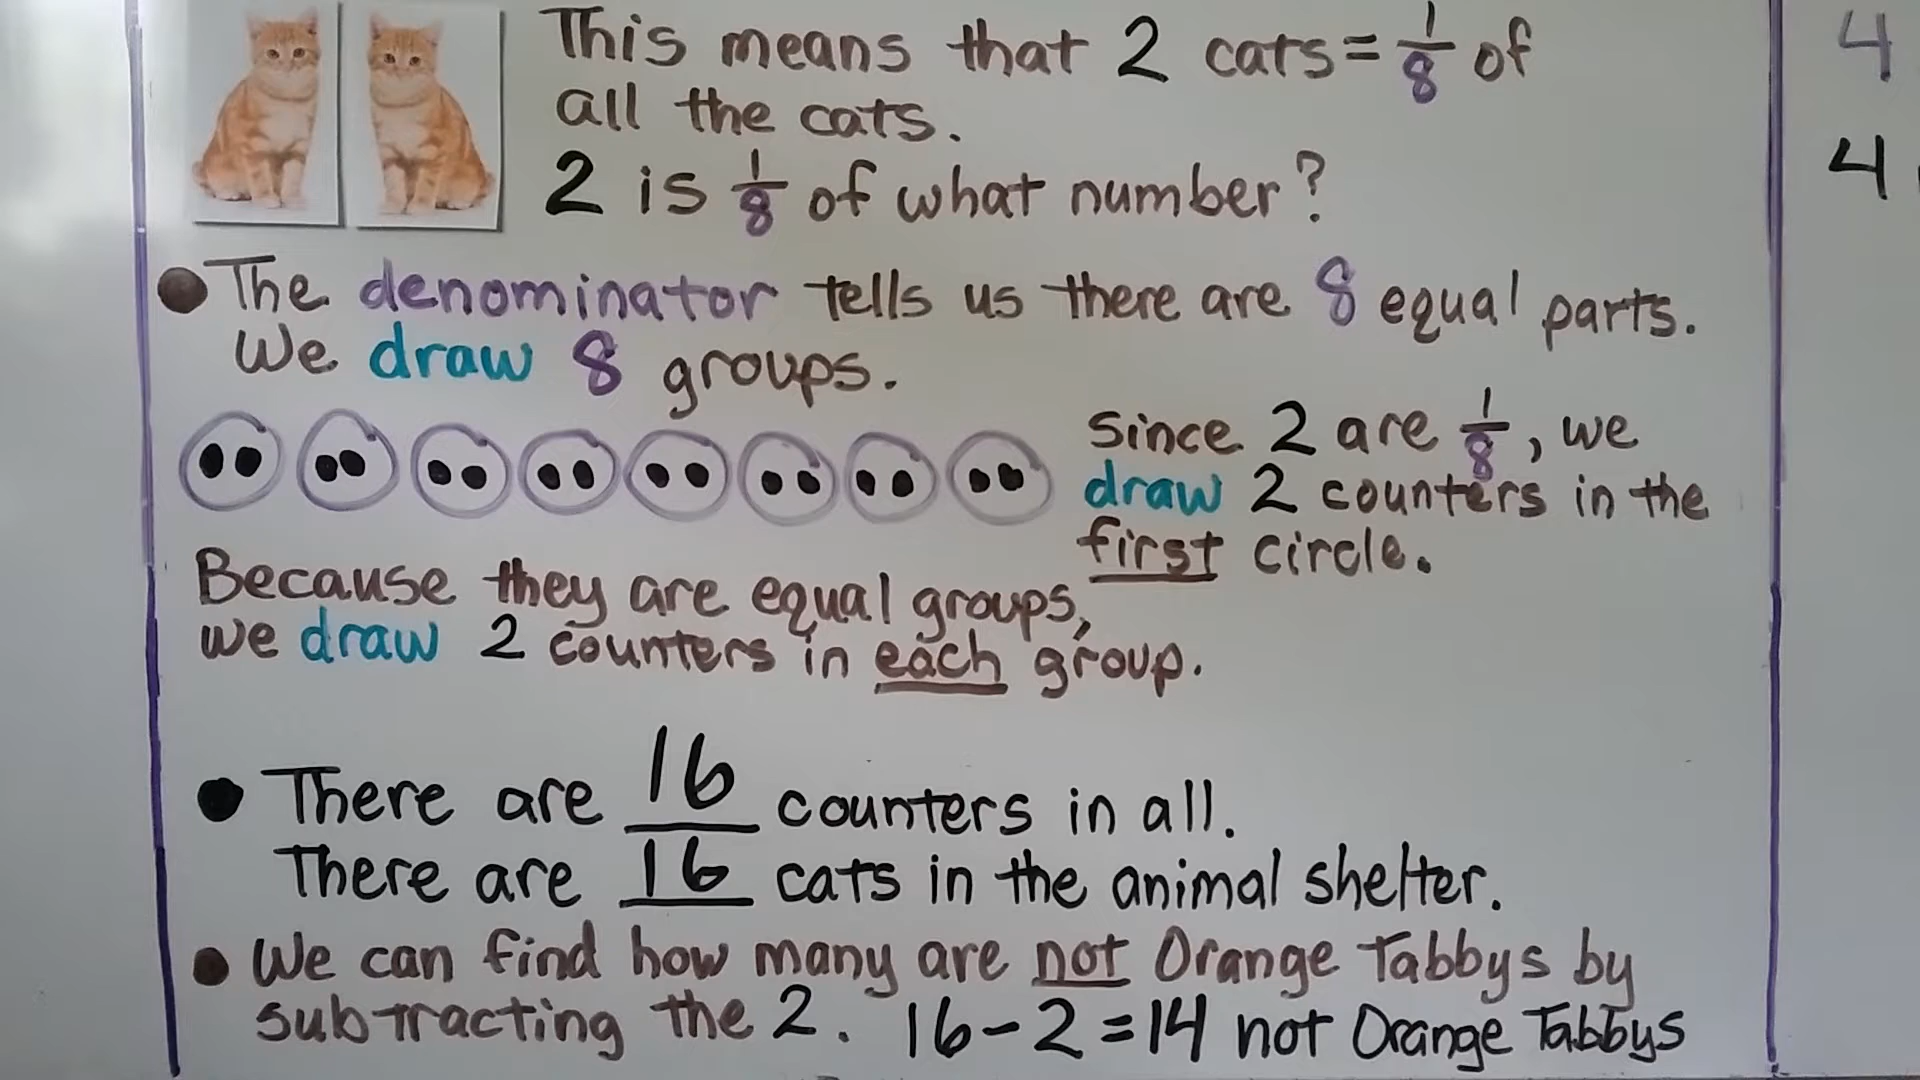 This means that 2 cats = 1/8 of
all the cats.
2 is 1/8 of what number?
The denominator tells us there are 8 equal parts.
We draw 8 groups.
Since 2 are 1/8, we
draw 2 counters in the
first circle.
Because they are equal groups,
we draw 2 counters in each group.
There are 16 counters in all.
There are 16 cats in the animal shelter.
We can find how many are not Orange Tabbys by
subtracting the 2. 16-2=14 not Orange Tabbys
4
4